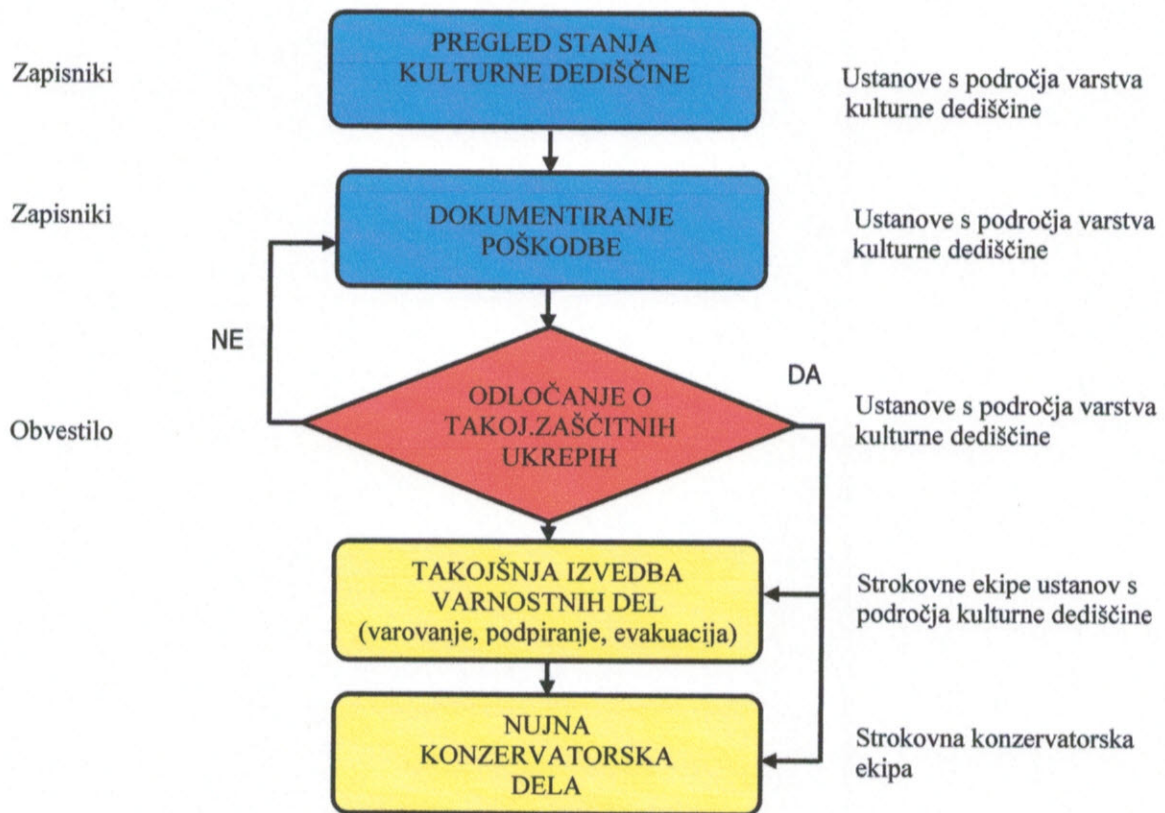 Zapisniki
PREGLED STANJA
KULTURNE DEDIŠČINE
Ustanove s področja varstva
kulturne dediščine
Zapisniki
DOKUMENTIRANJE
POŠKODBE
Ustanove s področja varstva
kulturne dediščine
NE
DA
Obvestilo
ODLOČANJE O
TAKOJ.ZAŠČITNIH
UKREPIH
Ustanove s področja varstva
kulturne dediščine
TAKOJŠNJA IZVEDBA
VARNOSTNIH DEL
(varovanje, podpiranje, evakuacija)
Strokovne ekipe ustanov s
področja kulturne dediščine
NUJNA
KONZERVATORSKA
DELA
Strokovna konzervatorska
ekipa